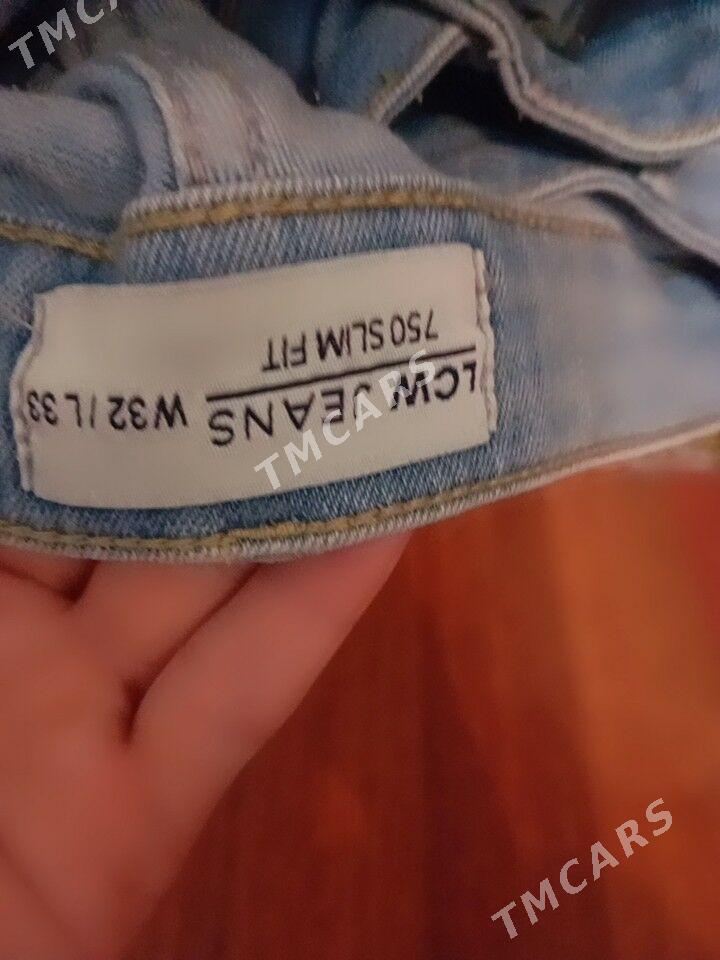 TMCARS
LCW JEANS W32 / L33
750 SLIM FIT
TMCARS
TMCARS